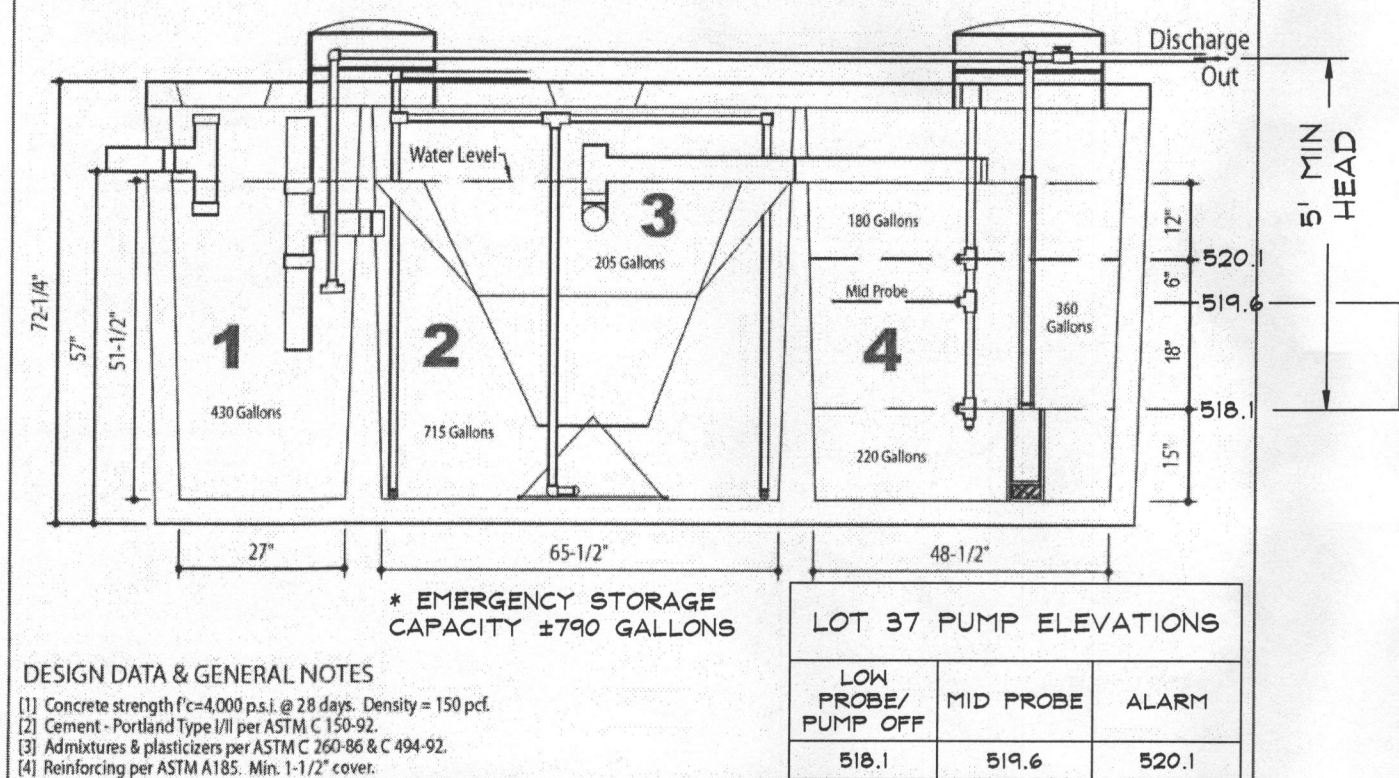 Discharge
Out
5' MIN
HEAD
Water Level
3
205 Gallons
180 Gallons
12"
520.1
6"
Mid Probe
519.6
360
Gallons
18"
518.1
15"
72-1/4"
57"
51-1/2"
1
430 Gallons
2
715 Gallons
4
220 Gallons
27"
65-1/2"
48-1/2"
* EMERGENCY STORAGE
CAPACITY ±790 GALLONS
LOT 37 PUMP ELEVATIONS
LOW
PROBE/
PUMP OFF
MID PROBE
ALARM
518.1
519.6
520.1
DESIGN DATA & GENERAL NOTES
[1] Concrete strength f'c=4,000 p.s.i. @ 28 days. Density = 150 pcf.
[2] Cement - Portland Type I/II per ASTM C 150-92.
[3] Admixtures & plasticizers per ASTM C 260-86 & C 494-92.
[4] Reinforcing per ASTM A185. Min. 1-1/2" cover.